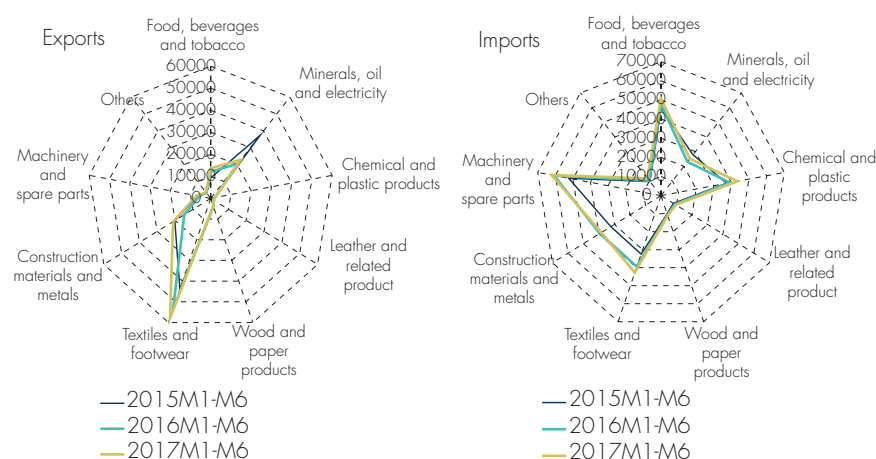 Exports
Food, beverages
and tobacco
60000
50000
40000
30000
20000
10000
0
Minerals, oil
and electricity
Chemical and
plastic products
Leather and
related
product
Wood and
paper
products
Textiles and
footwear
Construction
materials and
metals
Machinery
and
spare parts
Others
2015M1-M6
2016M1-M6
2017M1-M6
Imports
Food, beverages
and tobacco
70000
60000
50000
40000
30000
20000
10000
0
Minerals, oil
and electricity
Chemical and
plastic
products
Leather and
related
product
Wood and
paper
products
Textiles and
footwear
Construction
materials and
metals
Machinery
and
spare parts
Others
2015M1-M6
2016M1-M6
2017M1-M6